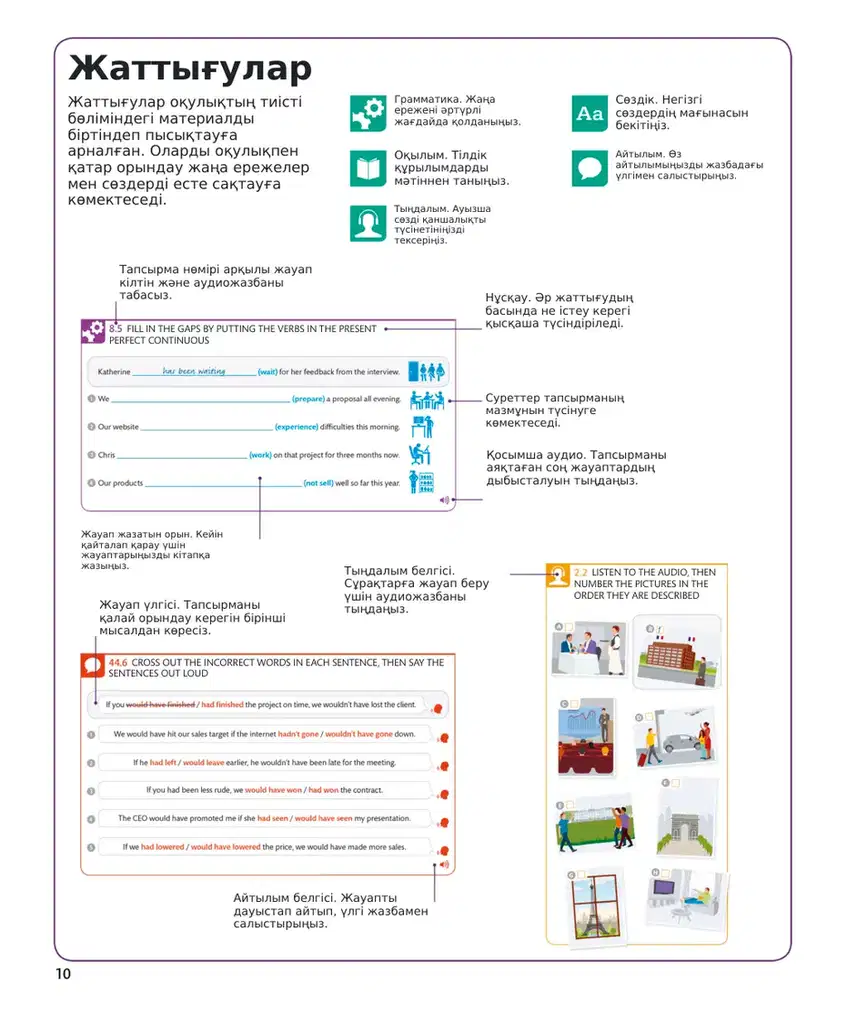 Жаттығулар
Жаттығулар оқулықтың тиісті
бөліміндегі материалды
біртіндеп пысықтауға
арналған. Оларды оқулықпен
қатар орындау жаңа ережелер
мен сөздерді есте сақтауға
көмектеседі.
Грамматика. Жаңа
ережені әртүрлі
жағдайда қолданыңыз.
Оқылым. Тілдік
құрылымдарды
мәтіннен таныңыз.
Тыңдалым. Ауызша
сөзді қаншалықты
түсінетініңізді
тексеріңіз.
Aa
Сөздік. Негізгі
сөздердің мағынасын
бекітіңіз.
Айтылым. Өз
айтылымыңызды жазбадағы
үлгімен салыстырыңыз.
Тапсырма нөмірі арқылы жауап
кілтін және аудиожазбаны
табасыз.
8.5 FILL IN THE GAPS BY PUTTING THE VERBS IN THE PRESENT
PERFECT CONTINUOUS
Katherine has been waiting (wait) for her feedback from the interview.
1 We (prepare) a proposal all evening.
2 Our website (experience) difficulties this morning.
3 Chris (work) on that project for three months now.
4 Our products (not sell) well so far this year.
Нұсқау. Әр жаттығудың
басында не істеу керегі
қысқаша түсіндіріледі.
Суреттер тапсырманың
мазмұнын түсінуге
көмектеседі.
Қосымша аудио. Тапсырманы
аяқтаған соң жауаптардың
дыбысталуын тыңдаңыз.
Жауап жазатын орын. Кейін
қайталап қарау үшін
жауаптарыңызды кітапқа
жазыңыз.
Тыңдалым белгісі.
Сұрақтарға жауап беру
үшін аудиожазбаны
тыңдаңыз.
Жауап үлгісі. Тапсырманы
қалай орындау керегін бірінші
мысалдан көресіз.
44.6 CROSS OUT THE INCORRECT WORDS IN EACH SENTENCE, THEN SAY THE
SENTENCES OUT LOUD
If you would have finished / had finished the project on time, we wouldn't have lost the client.
1 We would have hit our sales target if the internet hadn't gone / wouldn't have gone down.
2 If he had left / would leave earlier, he wouldn't have been late for the meeting.
3 If you had been less rude, we would have won / had won the contract.
4 The CEO would have promoted me if she had seen / would have seen my presentation.
5 If we had lowered / would have lowered the price, we would have made more sales.
Айтылым белгісі. Жауапты
дауыстап айтып, үлгі жазбамен
салыстырыңыз.
2.2 LISTEN TO THE AUDIO, THEN
NUMBER THE PICTURES IN THE
ORDER THEY ARE DESCRIBED
A
B
C
D
E
F
G
H
10